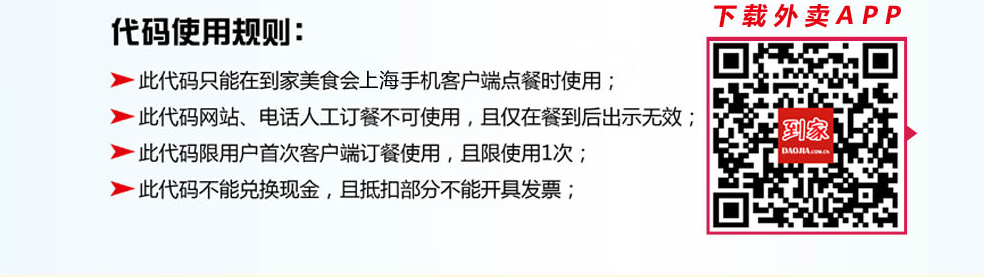 下载外卖APP
代码使用规则：
此代码只能在到家美食会上海手机客户端点餐时使用；
此代码网站、电话人工订餐不可使用，且仅在餐到后出示无效；
此代码限用户首次客户端订餐使用，且限使用1次；
此代码不能兑换现金，且抵扣部分不能开具发票；
到家
DAOJIA.COM.CN